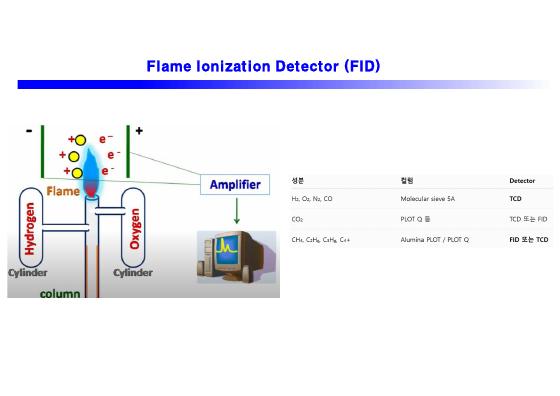 Flame Ionization Detector (FID)
- +
+ e⁻
+ e⁻
+ e⁻
Flame
Amplifier
Hydrogen
Oxygen
Cylinder
Cylinder
column
성분 컬럼 Detector
H₂, O₂, N₂, CO Molecular sieve 5A TCD
CO₂ PLOT Q 등 TCD 또는 FID
CH₄, C₂H₆, C₃H₈, C₄+ Alumina PLOT / PLOT Q FID 또는 TCD